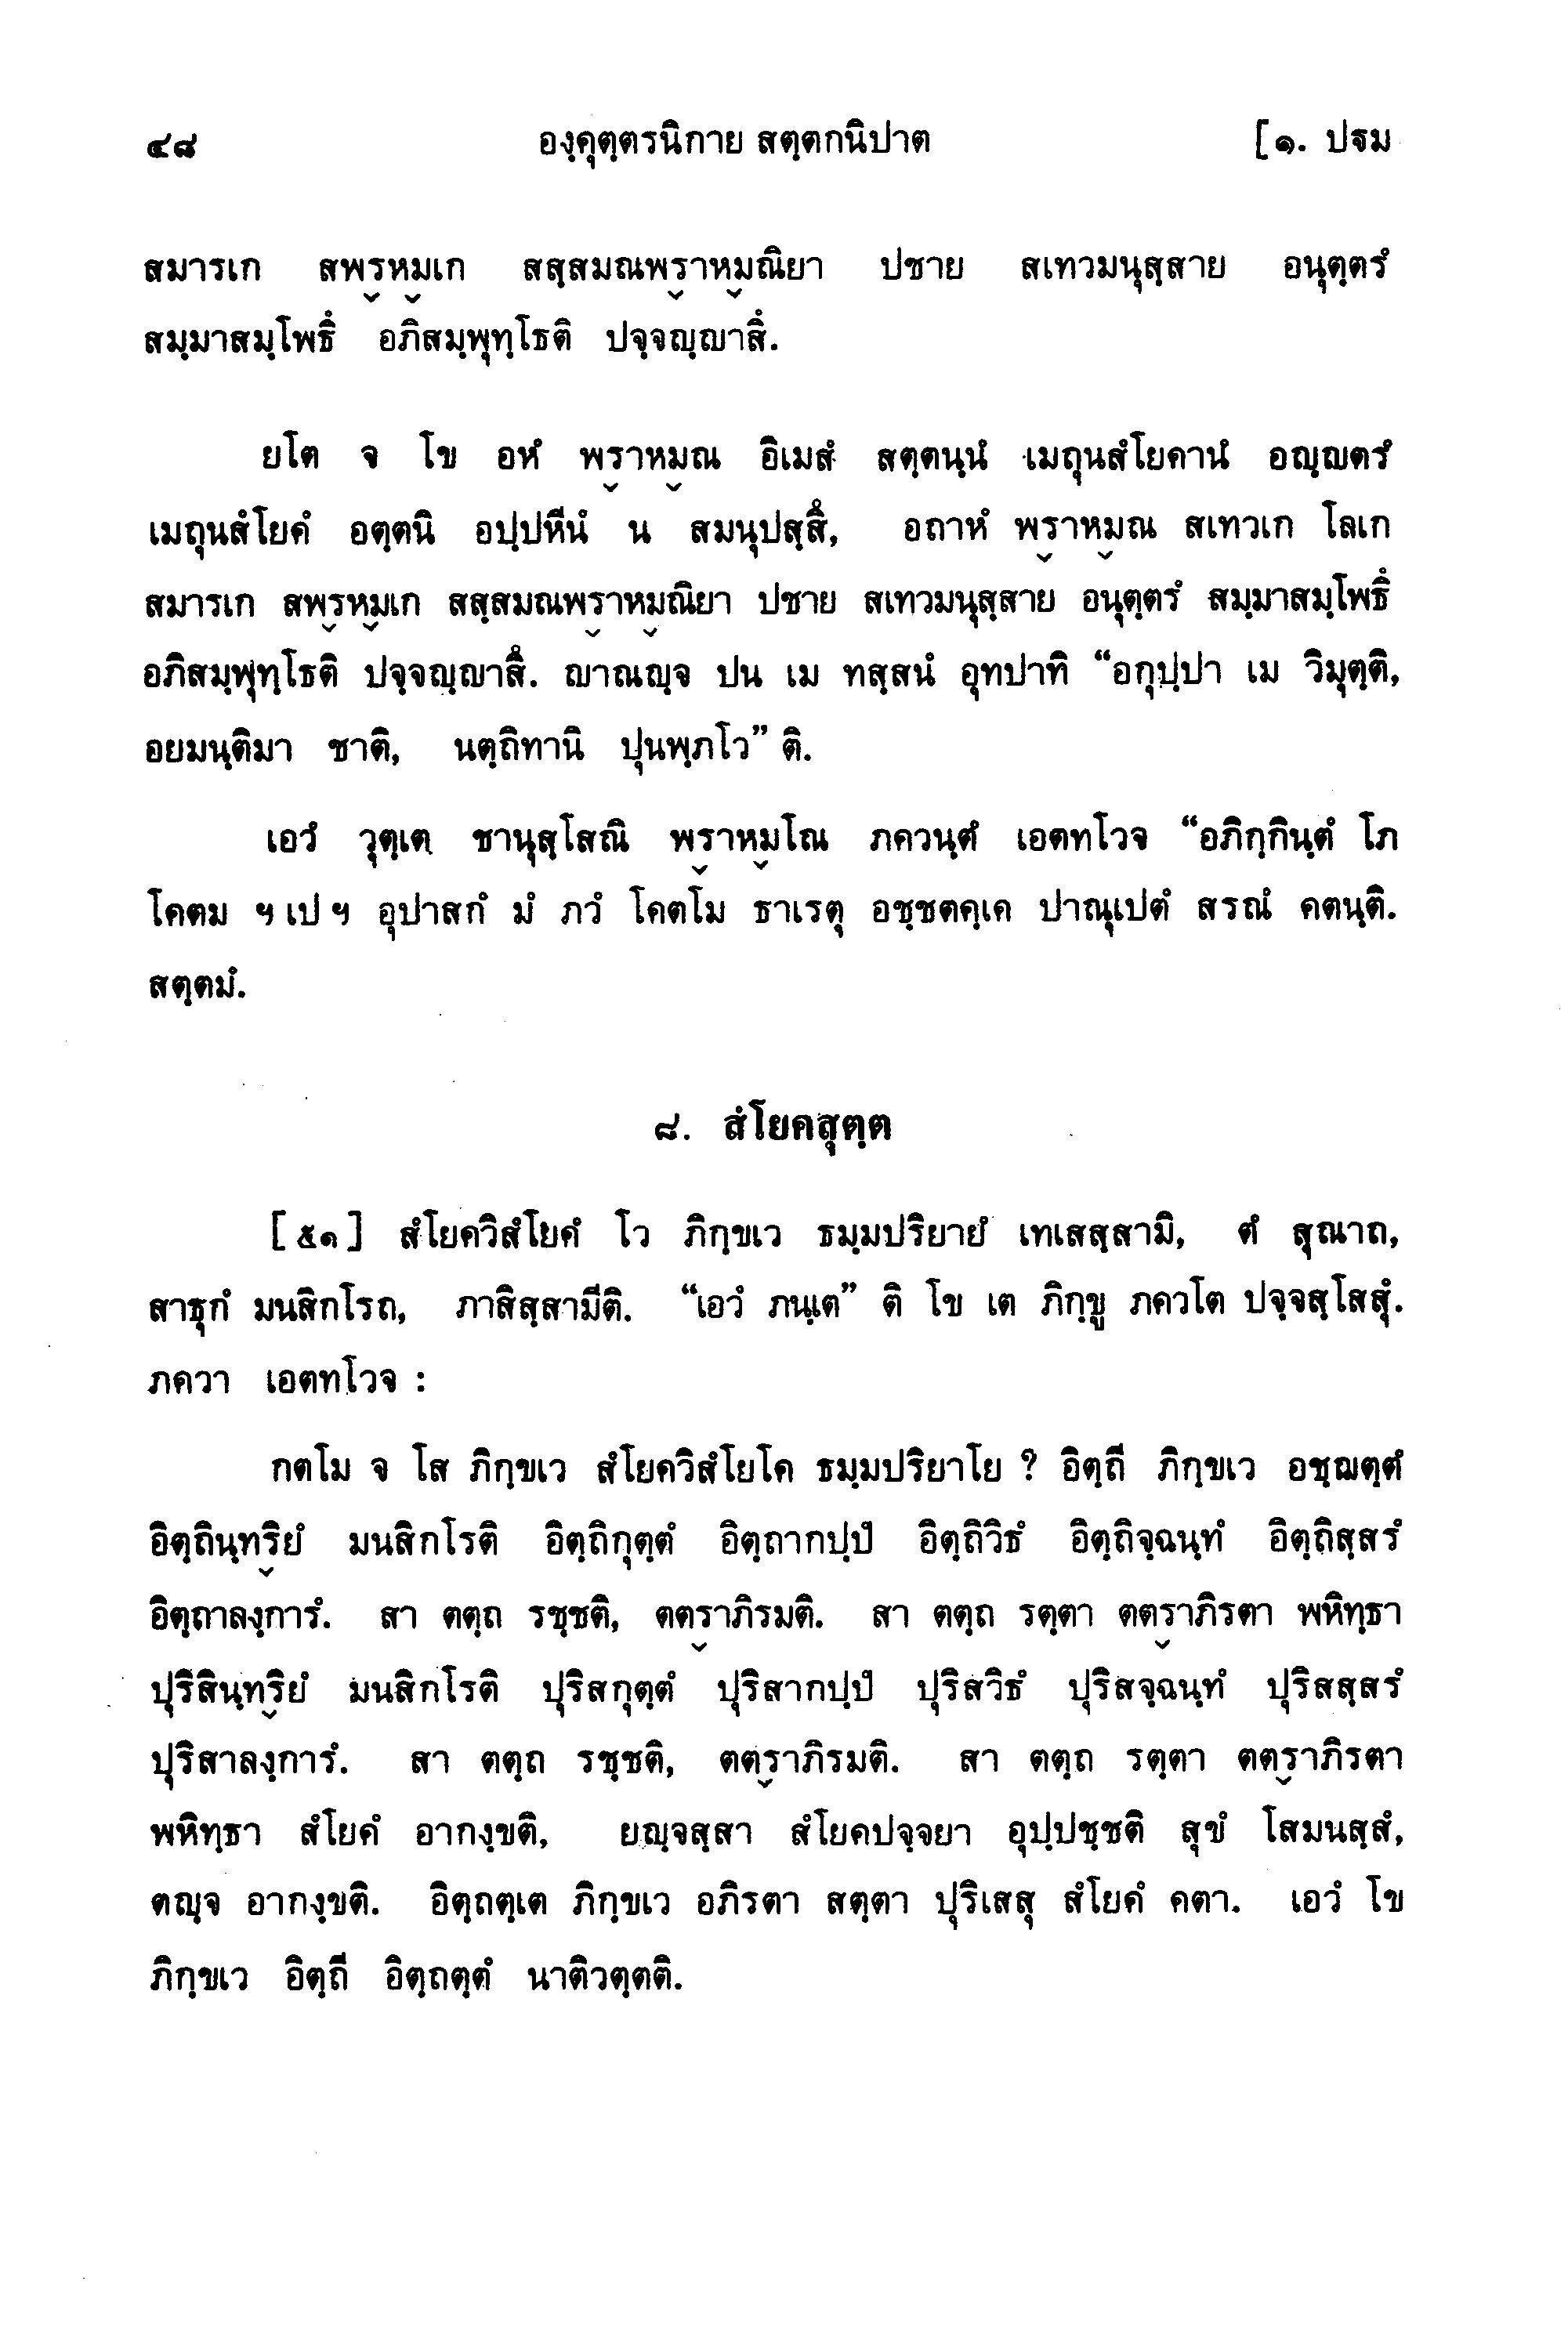 ๔๘ องฺคุตฺตรนิกาย สตฺตกนิปาต [๑. ปฐม
สมารเก สพฺรหฺมเก สสฺสมณพฺราหฺมณิยา ปชาย สเทวมนุสฺสาย อนุตฺตรํ
สมฺมาสมฺโพธึ อภิสมฺพุทฺโธติ ปจฺจญฺญาสึ.
ยโต จ โข อหํ พฺราหฺมณ อิเมสํ สตฺตนฺนํ เมถุนสํโยคานํ อญฺญตรํ
เมถุนสํโยคํ อตฺตนิ อปฺปหีนํ น สมนุปสฺสึ, อถาหํ พฺราหฺมณ สเทวเก โลเก
สมารเก สพฺรหฺมเก สสฺสมณพฺราหฺมณิยา ปชาย สเทวมนุสฺสาย อนุตฺตรํ สมฺมาสมฺโพธึ
อภิสมฺพุทฺโธติ ปจฺจญฺญาสึ. ญาณญฺจ ปน เม ทสฺสนํ อุทปาทิ “อกุปฺปา เม วิมุตฺติ,
อยมนฺติมา ชาติ, นตฺถิทานิ ปุนพฺภโว” ติ.
เอวํ วุตฺเต ชานุสฺโสณิ พฺราหฺมโณ ภควนฺตํ เอตทโวจ “อภิกฺกินฺตํ โภ
โคตม ฯ เป ฯ อุปาสกํ มํ ภวํ โคตโม ธาเรตุ อชฺชตคฺเค ปาณุเปตํ สรณํ คตนฺติ.
สตฺตมํ.
๘. สํโยคสุตฺต
[๕๑] สํโยควิสํโยคํ โว ภิกฺขเว ธมฺมปริยายํ เทเสสฺสามิ, ตํ สุณาถ,
สาธุกํ มนสิกโรถ, ภาสิสฺสามีติ. “เอวํ ภนฺเต” ติ โข เต ภิกฺขู ภควโต ปจฺจสฺโสสุํ.
ภควา เอตทโวจ :
กตโม จ โส ภิกฺขเว สํโยควิสํโยโค ธมฺมปริยาโย ? อิตฺถี ภิกฺขเว อชฺฌตฺตํ
อิตฺถินฺทฺริยํ มนสิกโรติ อิตฺถิกุตฺตํ อิตฺถากปฺปํ อิตฺถิวิธํ อิตฺถิจฺฉนฺทํ อิตฺถิสฺสรํ
อิตฺถาลงฺการํ. สา ตตฺถ รชฺชติ, ตตฺราภิรมติ. สา ตตฺถ รตฺตา ตตฺราภิรตา พหิทฺธา
ปุริสินฺทฺริยํ มนสิกโรติ ปุริสกุตฺตํ ปุริสากปฺปํ ปุริสวิธํ ปุริสจฺฉนฺทํ ปุริสสฺสรํ
ปุริสาลงฺการํ. สา ตตฺถ รชฺชติ, ตตฺราภิรมติ. สา ตตฺถ รตฺตา ตตฺราภิรตา
พหิทฺธา สํโยคํ อากงฺขติ, ยญฺจสฺสา สํโยคปจฺจยา อุปฺปชฺชติ สุขํ โสมนสฺสํ,
ตญฺจ อากงฺขติ. อิตฺถตฺเต ภิกฺขเว อภิรตา สตฺตา ปุริเสสุ สํโยคํ คตา. เอวํ โข
ภิกฺขเว อิตฺถี อิตฺถตฺตํ นาติวตฺตติ.